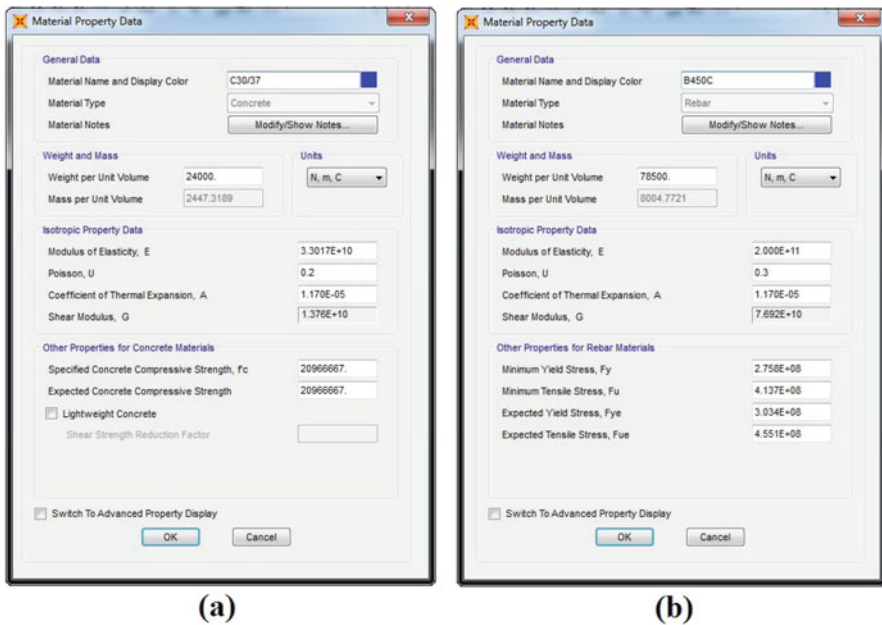 Material Property Data
General Data
Material Name and Display Color C30/37
Material Type Concrete
Material Notes Modify/Show Notes...
Weight and Mass Units
Weight per Unit Volume 24000. N, m, C
Mass per Unit Volume 2447.3189
Isotropic Property Data
Modulus of Elasticity, E 3.3017E+10
Poisson, U 0.2
Coefficient of Thermal Expansion, A 1.170E-05
Shear Modulus, G 1.376E+10
Other Properties for Concrete Materials
Specified Concrete Compressive Strength, f'c 20966667.
Expected Concrete Compressive Strength 20966667.
Lightweight Concrete
Shear Strength Reduction Factor
Switch To Advanced Property Display
OK Cancel
(a)
Material Property Data
General Data
Material Name and Display Color B450C
Material Type Rebar
Material Notes Modify/Show Notes...
Weight and Mass Units
Weight per Unit Volume 78500. N, m, C
Mass per Unit Volume 8004.7721
Isotropic Property Data
Modulus of Elasticity, E 2.000E+11
Poisson, U 0.3
Coefficient of Thermal Expansion, A 1.170E-05
Shear Modulus, G 7.692E+10
Other Properties for Rebar Materials
Minimum Yield Stress, Fy 2.758E+08
Minimum Tensile Stress, Fu 4.137E+08
Expected Yield Stress, Fye 3.034E+08
Expected Tensile Stress, Fue 4.551E+08
Switch To Advanced Property Display
OK Cancel
(b)